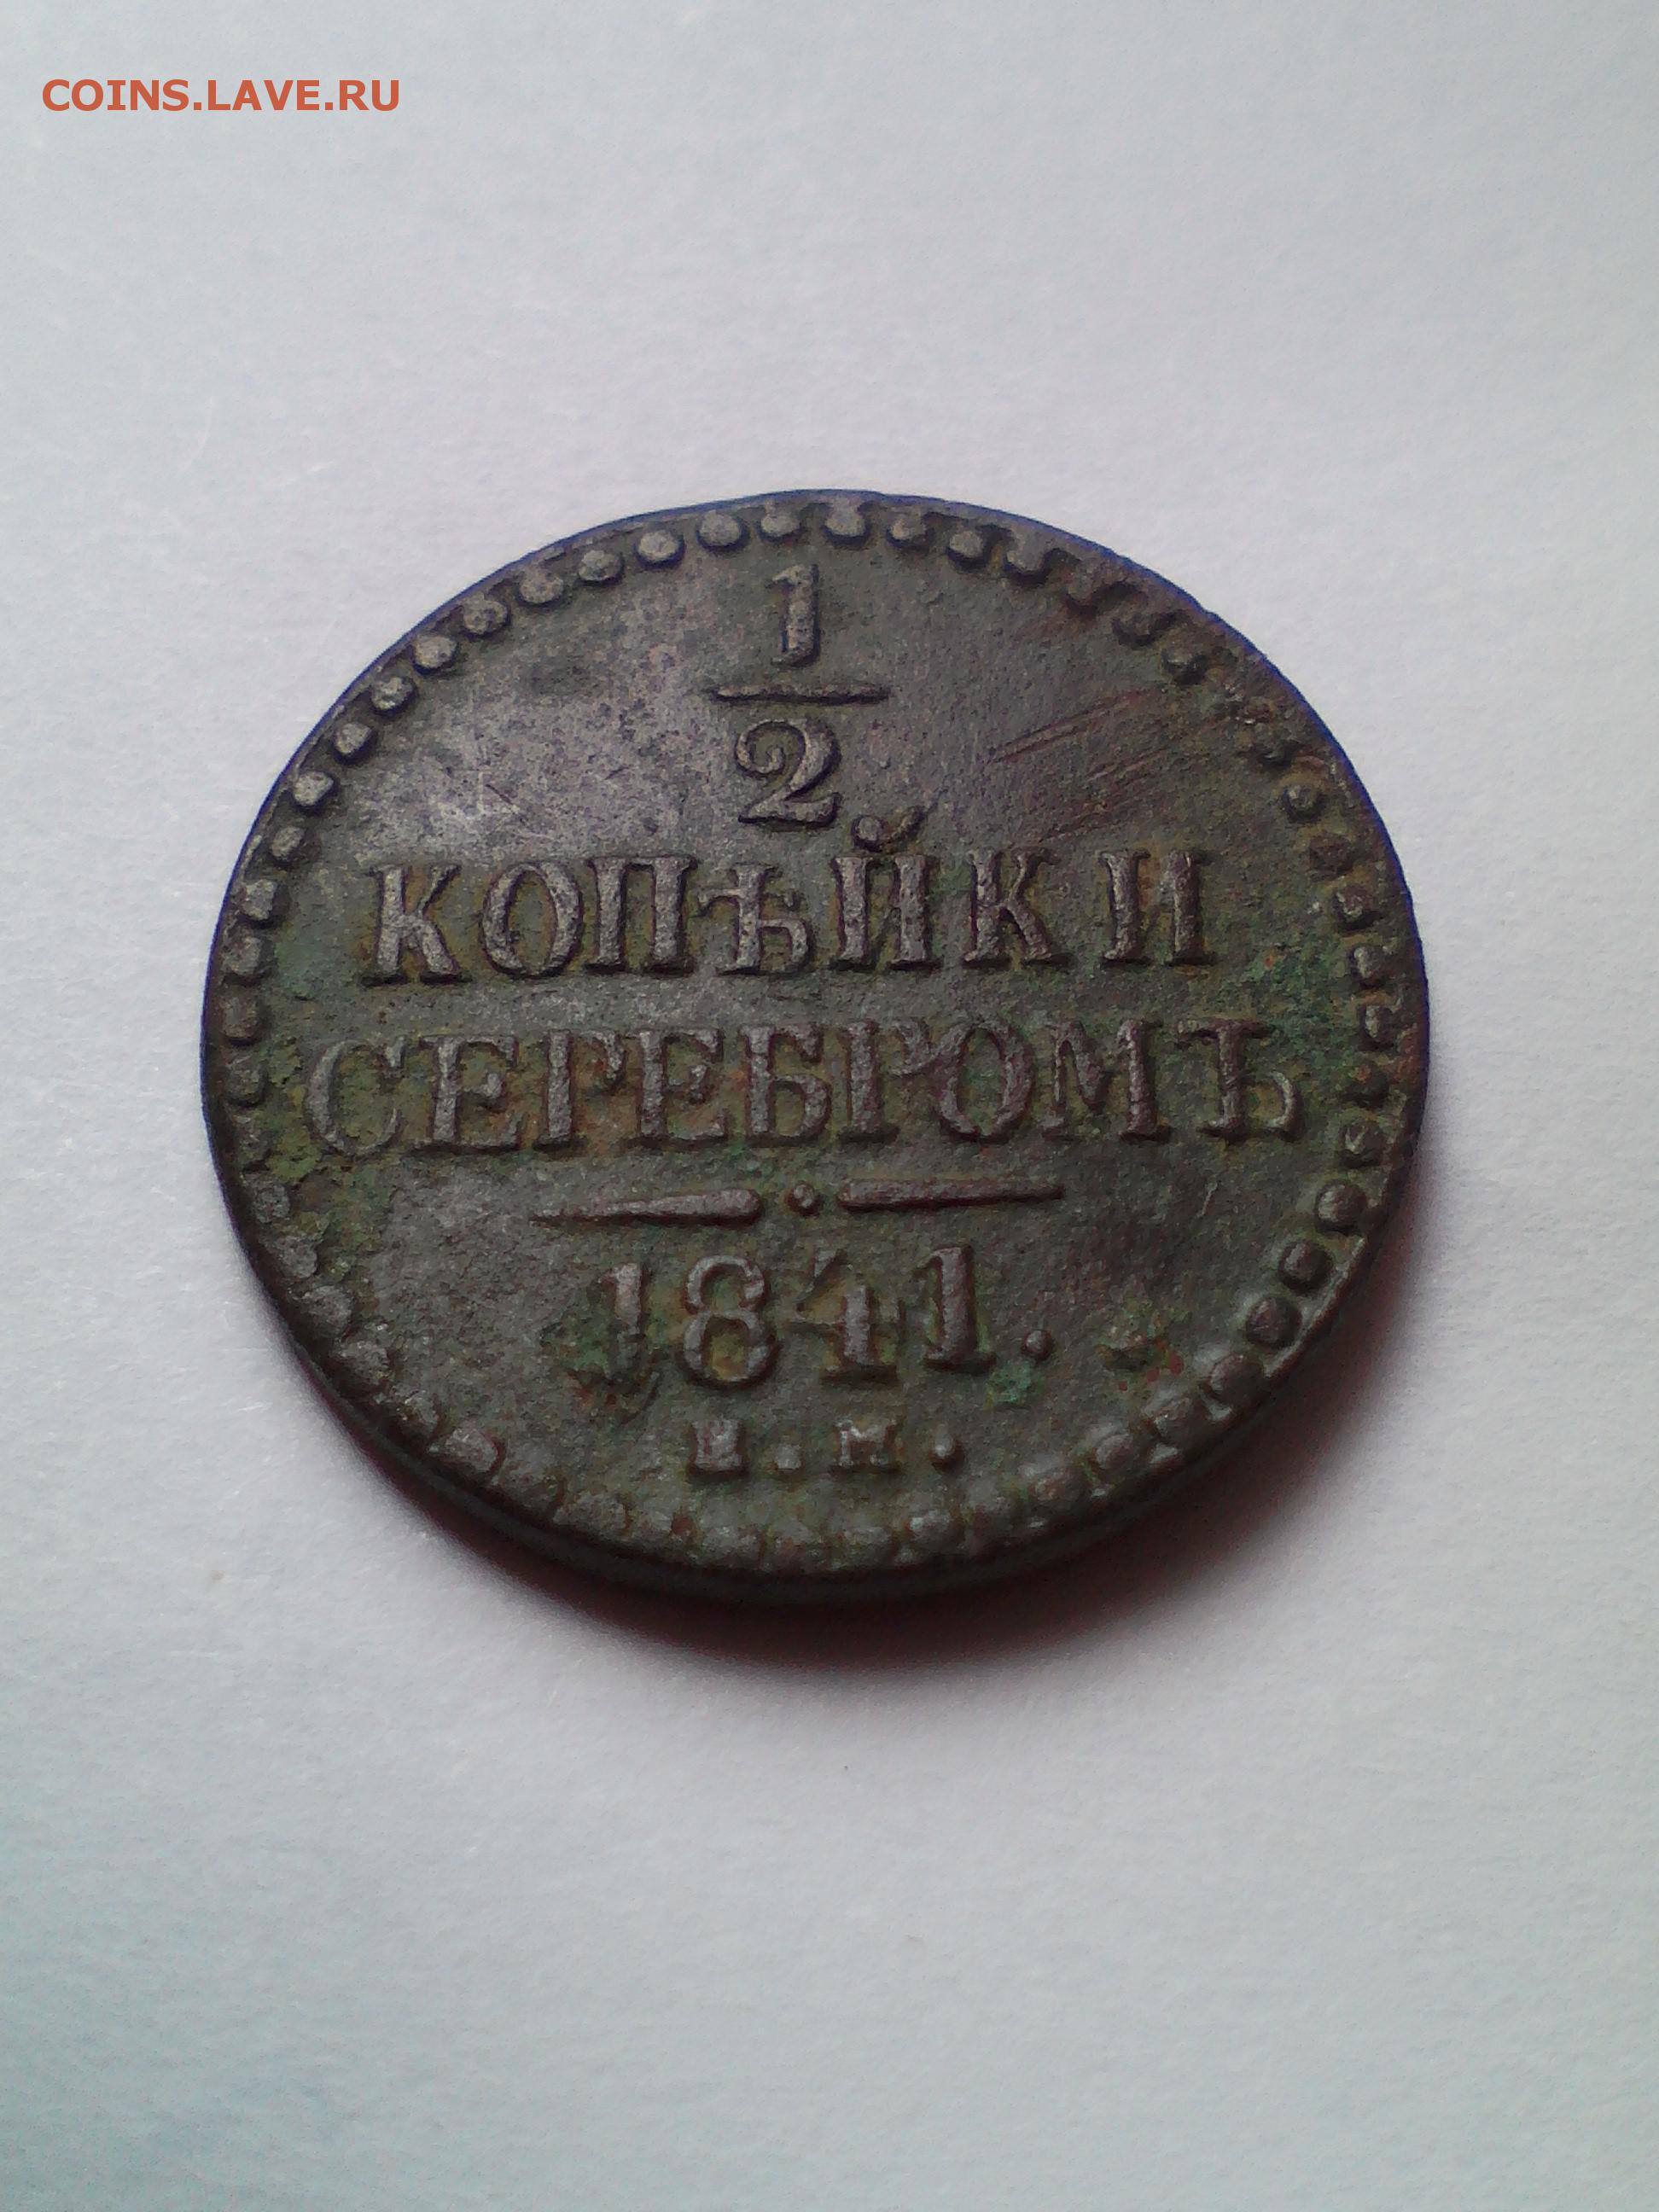 COINS.LAVE.RU
1
2
КОПѢЙКИ
СЕРЕБРОМЪ
1841.